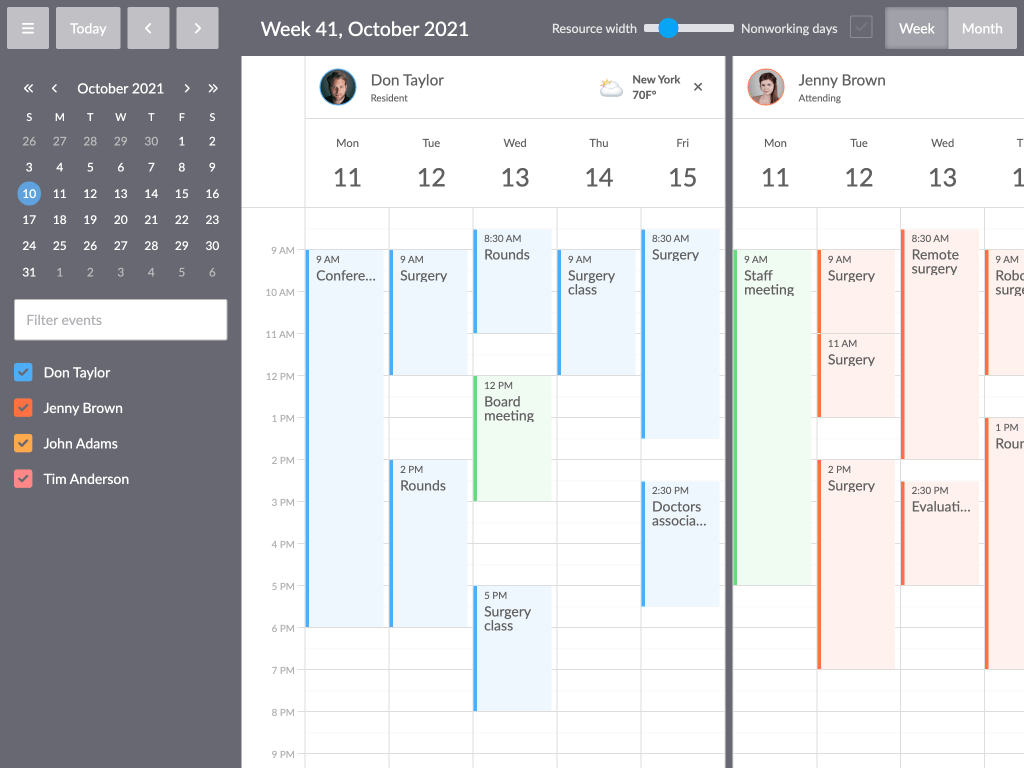 Today
Week 41, October 2021
Resource width
Nonworking days
Week
Month
October 2021
S M T W T F S
26 27 28 29 30 1 2
3 4 5 6 7 8 9
10 11 12 13 14 15 16
17 18 19 20 21 22 23
24 25 26 27 28 29 30
31 1 2 3 4 5 6
Filter events
Don Taylor
Jenny Brown
John Adams
Tim Anderson
Don Taylor
Resident
New York
70F°
Jenny Brown
Attending
Mon Tue Wed Thu Fri
11 12 13 14 15
Mon Tue Wed T
11 12 13 1
9 AM
10 AM
11 AM
12 PM
1 PM
2 PM
3 PM
4 PM
5 PM
6 PM
7 PM
8 PM
9 PM
9 AM
Confere...
9 AM
Surgery
2 PM
Rounds
8:30 AM
Rounds
12 PM
Board
meeting
5 PM
Surgery
class
9 AM
Surgery
class
8:30 AM
Surgery
2:30 PM
Doctors
associa...
9 AM
Staff
meeting
9 AM
Surgery
11 AM
Surgery
2 PM
Surgery
8:30 AM
Remote
surgery
2:30 PM
Evaluati...
9 AM
Robo
surge
1 PM
Roun